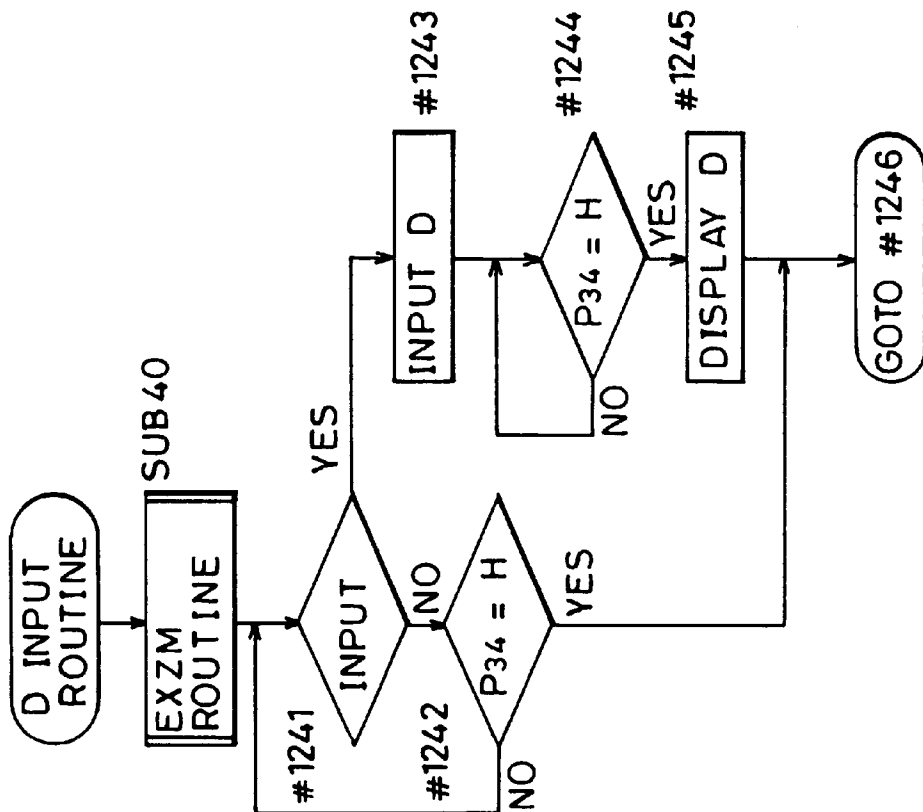 D INPUT
ROUTINE
EXZM
ROUTINE
SUB40
#1241
INPUT
YES
NO
#1242
P34 = H
NO
YES
INPUT D
#1243
P34 = H
#1244
NO
YES
DISPLAY D
#1245
GOTO #1246